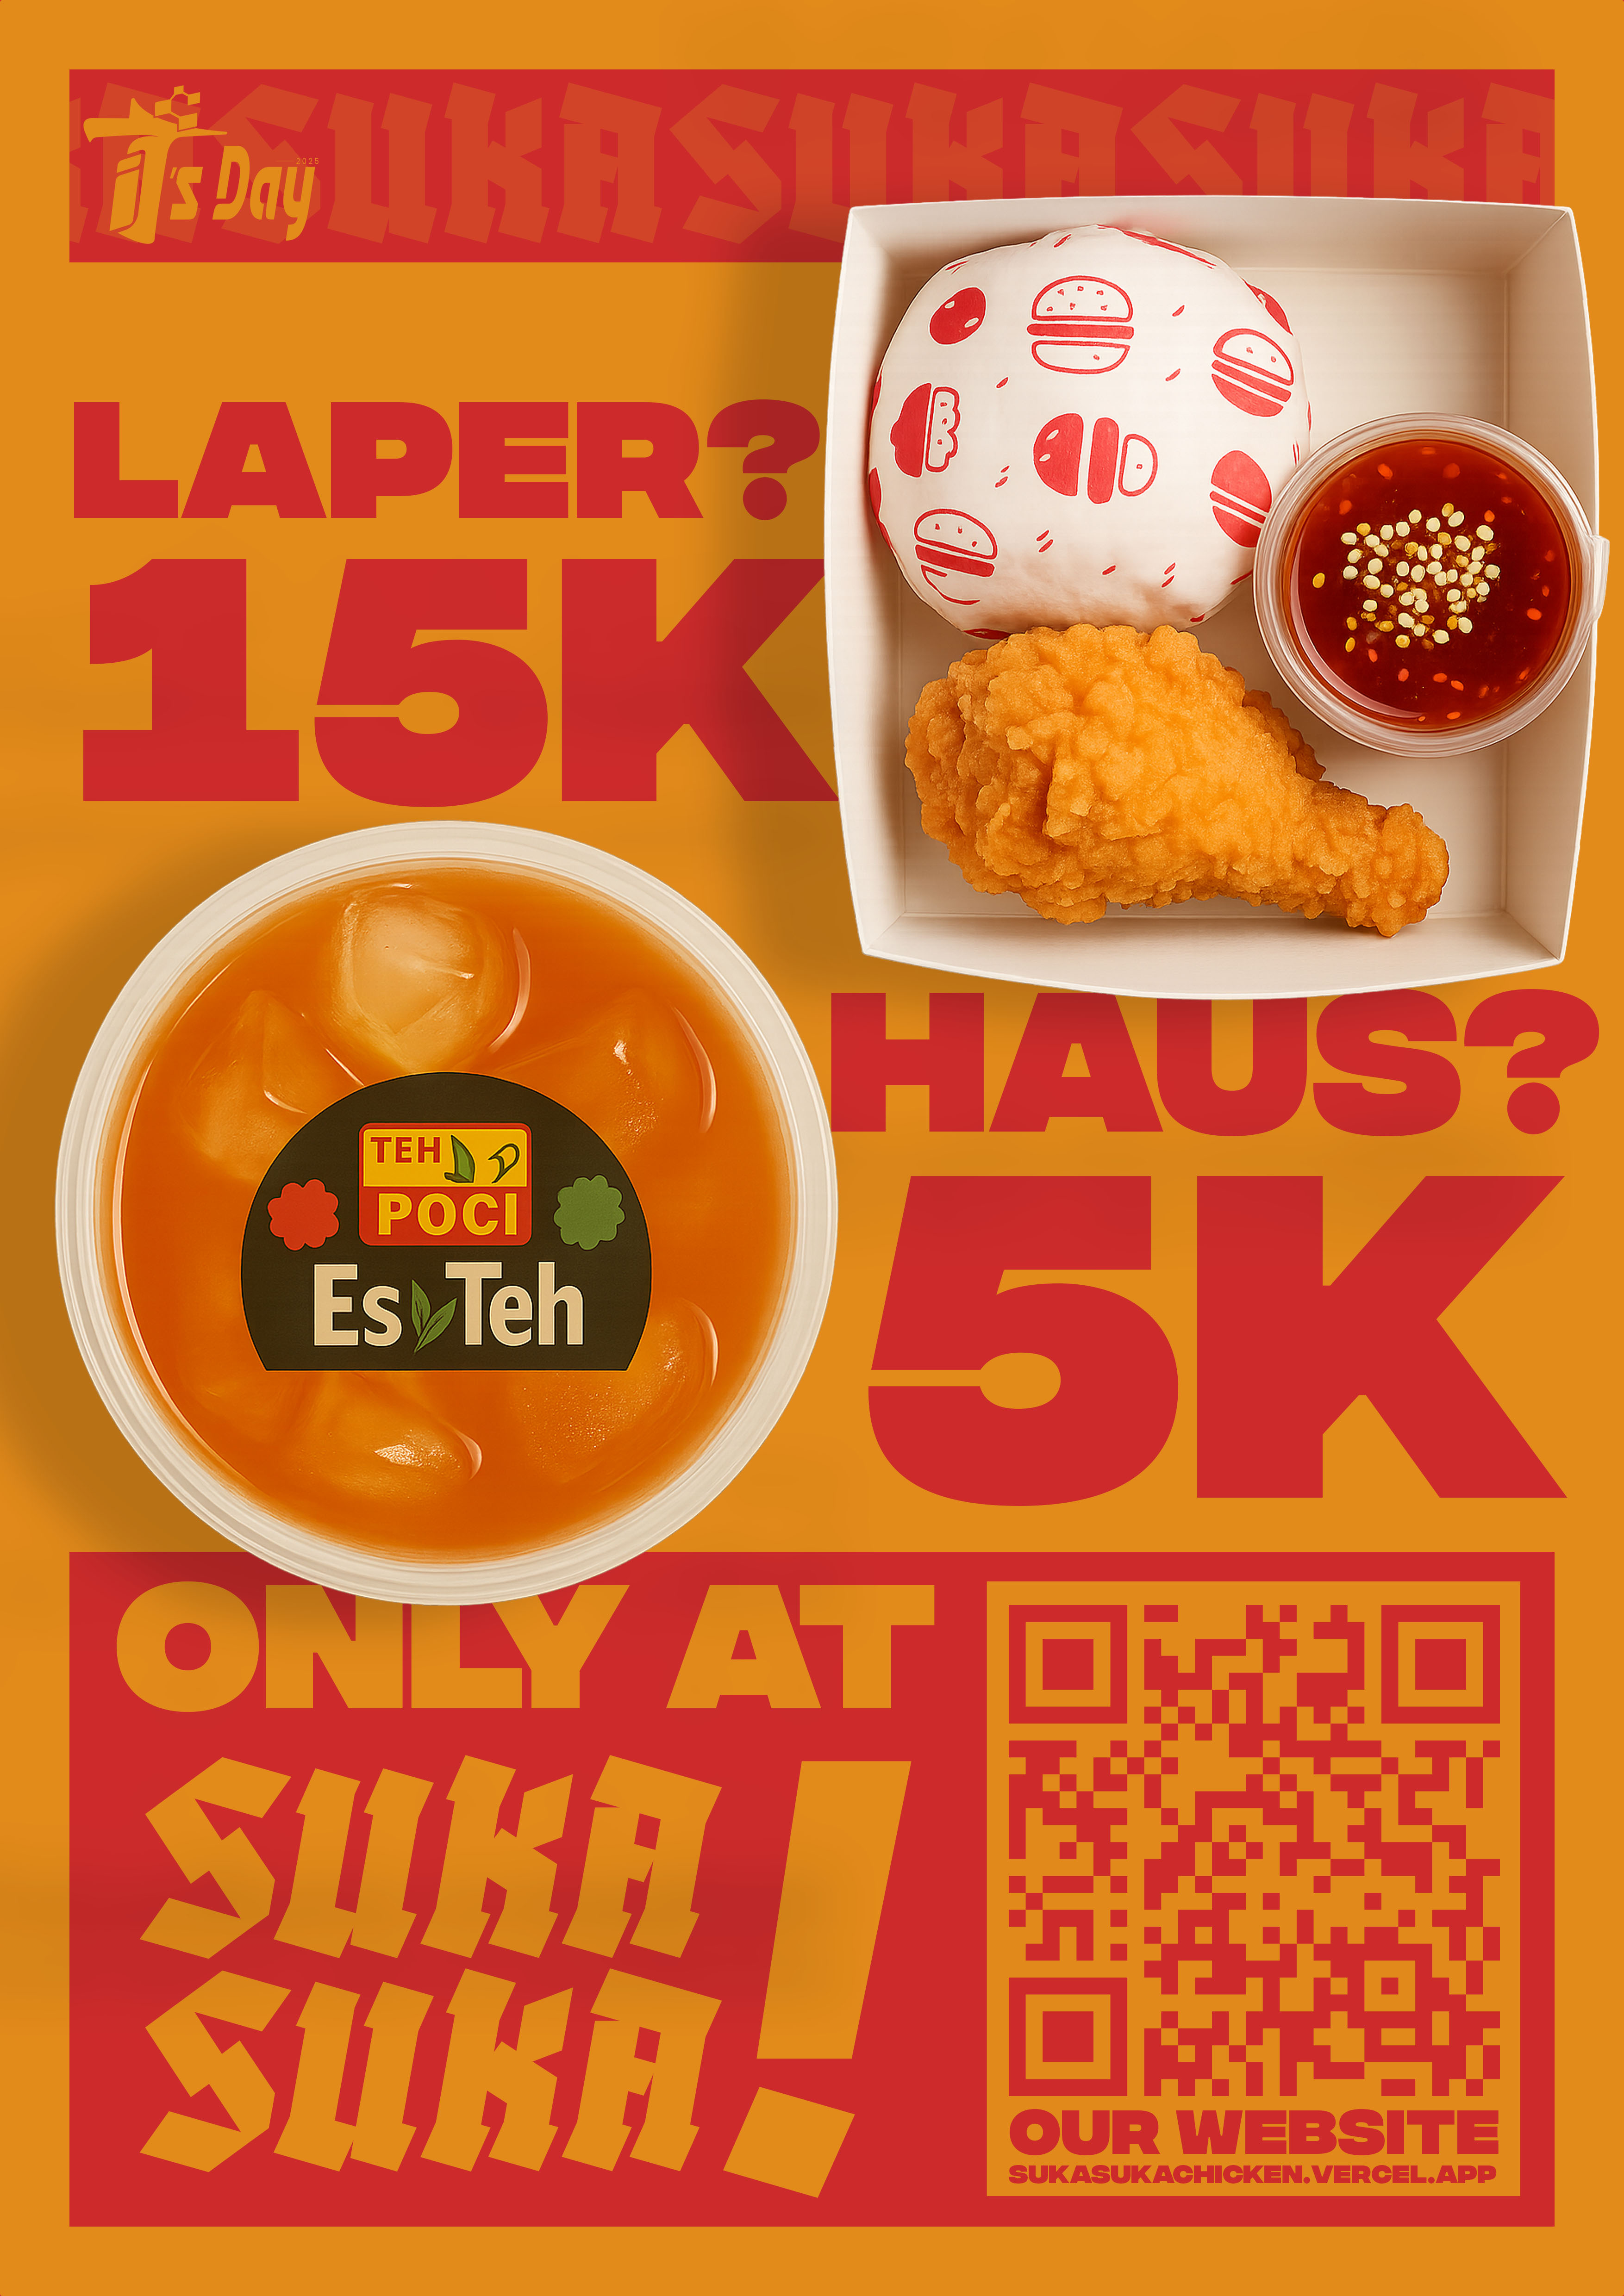 SUKASUKASUKA
iT's Day
2025
LAPER?
15K
TEH
POCI
Es Teh
HAUS?
5K
ONLY AT
SUKA
SUKA!
OUR WEBSITE
SUKASUKACHICKEN.VERCEL.APP